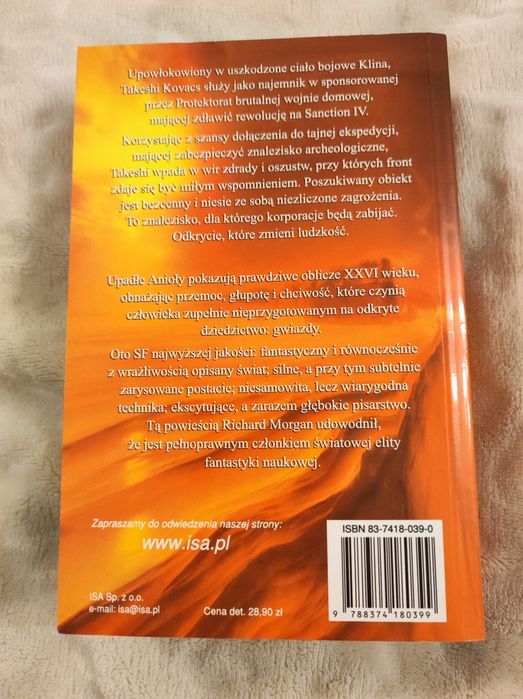 Upowłokowiony w uszkodzone ciało bojowe Klina,
Takeshi Kovacs służy jako najemnik w sponsorowanej
przez Protektorat brutalnej wojnie domowej,
mającej zdławić rewolucję na Sanction IV.
Korzystając z szansy dołączenia do tajnej ekspedycji,
mającej zabezpieczyć znalezisko archeologiczne,
Takeshi wpada w wir zdrady i oszustw, przy których front
zdaje się być miłym wspomnieniem. Poszukiwany obiekt
jest bezcenny i niesie ze sobą niezliczone zagrożenia.
To znalezisko, dla którego korporacje będą zabijać.
Odkrycie, które zmieni ludzkość.
Upadłe Anioły pokazują prawdziwe oblicze XXVI wieku,
obnażając przemoc, głupotę i chciwość, które czynią
człowieka zupełnie nieprzygotowanym na odkryte
dziedzictwo: gwiazdy.
Oto SF najwyższej jakości: fantastyczny i równocześnie
z wrażliwością opisany świat; silne, a przy tym subtelnie
zarysowane postacie; niesamowita, lecz wiarygodna
technika; ekscytujące, a zarazem głębokie pisarstwo.
Tą powieścią Richard Morgan udowodnił,
że jest pełnoprawnym członkiem światowej elity
fantastyki naukowej.
Zapraszamy do odwiedzenia naszej strony:
www.isa.pl
ISA Sp. z o.o.
e-mail: isa@isa.pl
Cena det. 28,90 zł
ISBN 83-7418-039-0
9 788374 180399